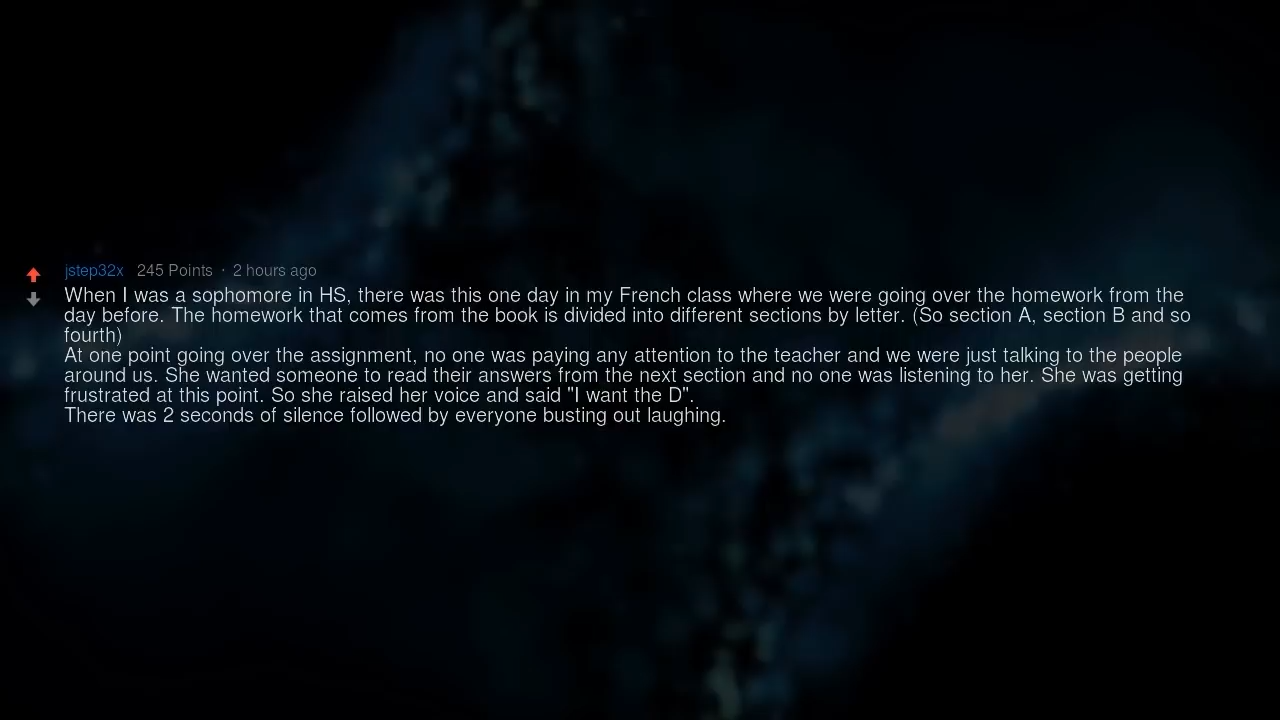 jstep32x 245 Points · 2 hours ago
When I was a sophomore in HS, there was this one day in my French class where we were going over the homework from the
day before. The homework that comes from the book is divided into different sections by letter. (So section A, section B and so
fourth)
At one point going over the assignment, no one was paying any attention to the teacher and we were just talking to the people
around us. She wanted someone to read their answers from the next section and no one was listening to her. She was getting
frustrated at this point. So she raised her voice and said "I want the D".
There was 2 seconds of silence followed by everyone busting out laughing.